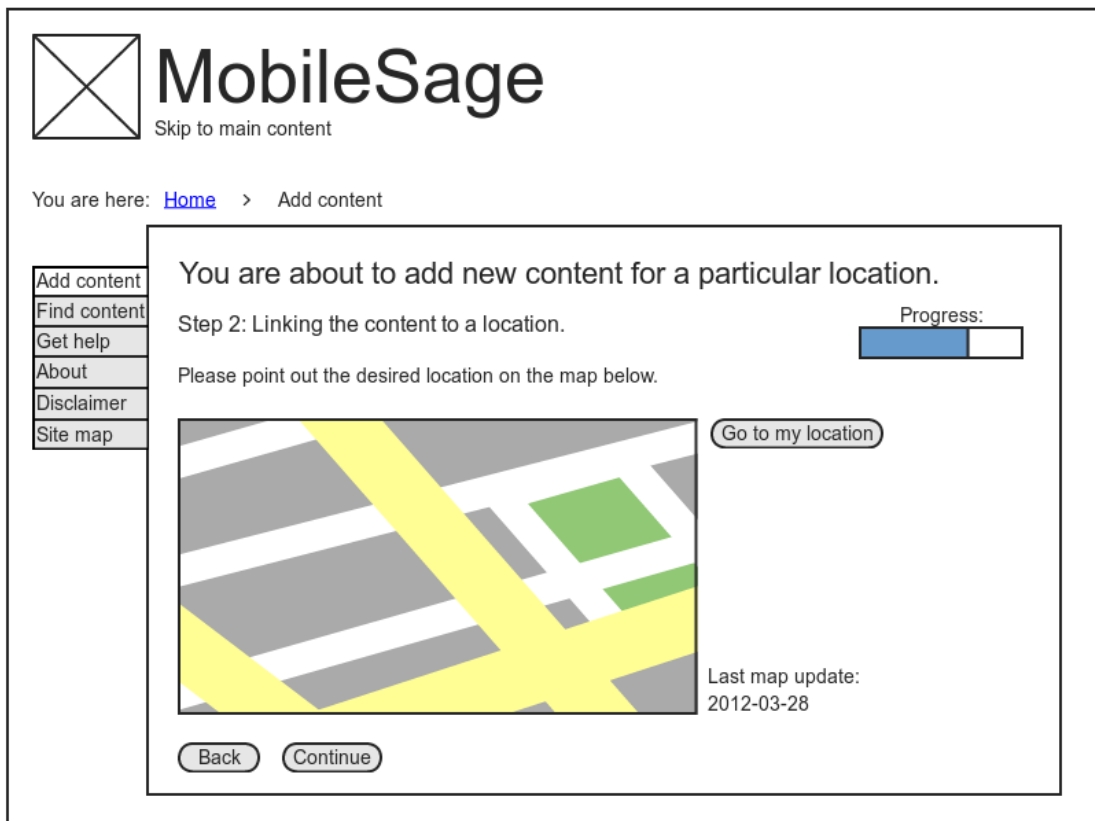 MobileSage
Skip to main content
You are here: Home > Add content
Add content
Find content
Get help
About
Disclaimer
Site map
You are about to add new content for a particular location.
Step 2: Linking the content to a location.
Progress:
Please point out the desired location on the map below.
Go to my location
Last map update:
2012-03-28
Back Continue